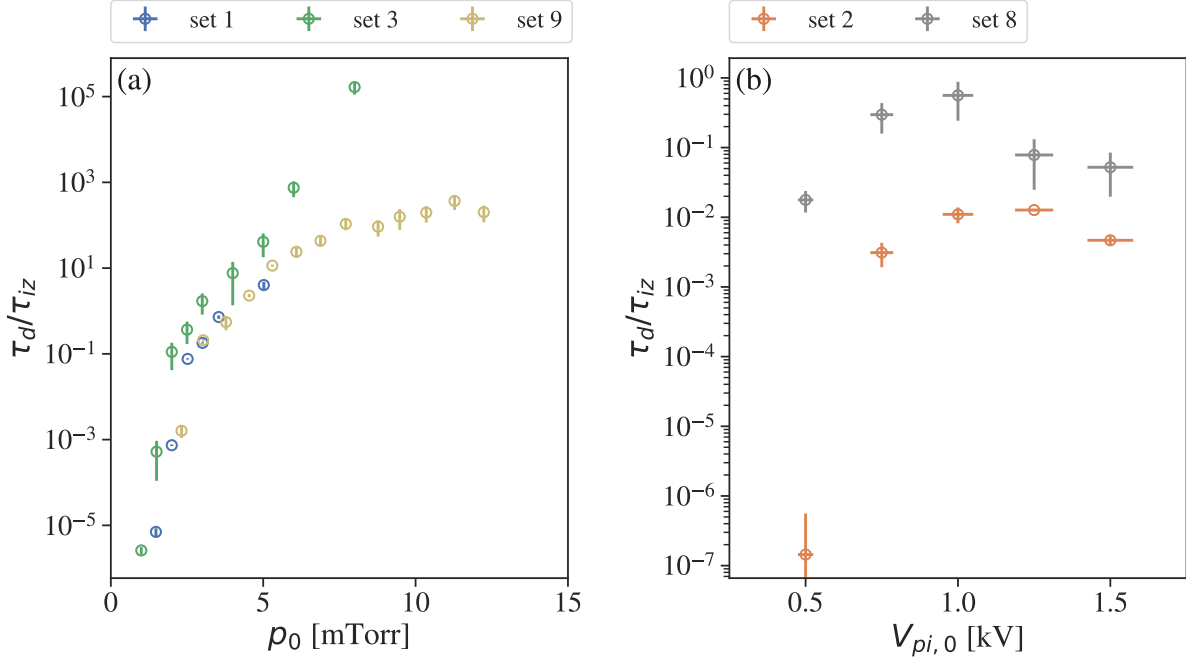 set 1 set 3 set 9
(a)
10^5
10^3
10^1
10^-1
10^-3
10^-5
τ_d/τ_iz
0 5 10 15
p_0 [mTorr]
set 2 set 8
(b)
10^0
10^-1
10^-2
10^-3
10^-4
10^-5
10^-6
10^-7
τ_d/τ_iz
0.5 1.0 1.5
V_pi,0 [kV]